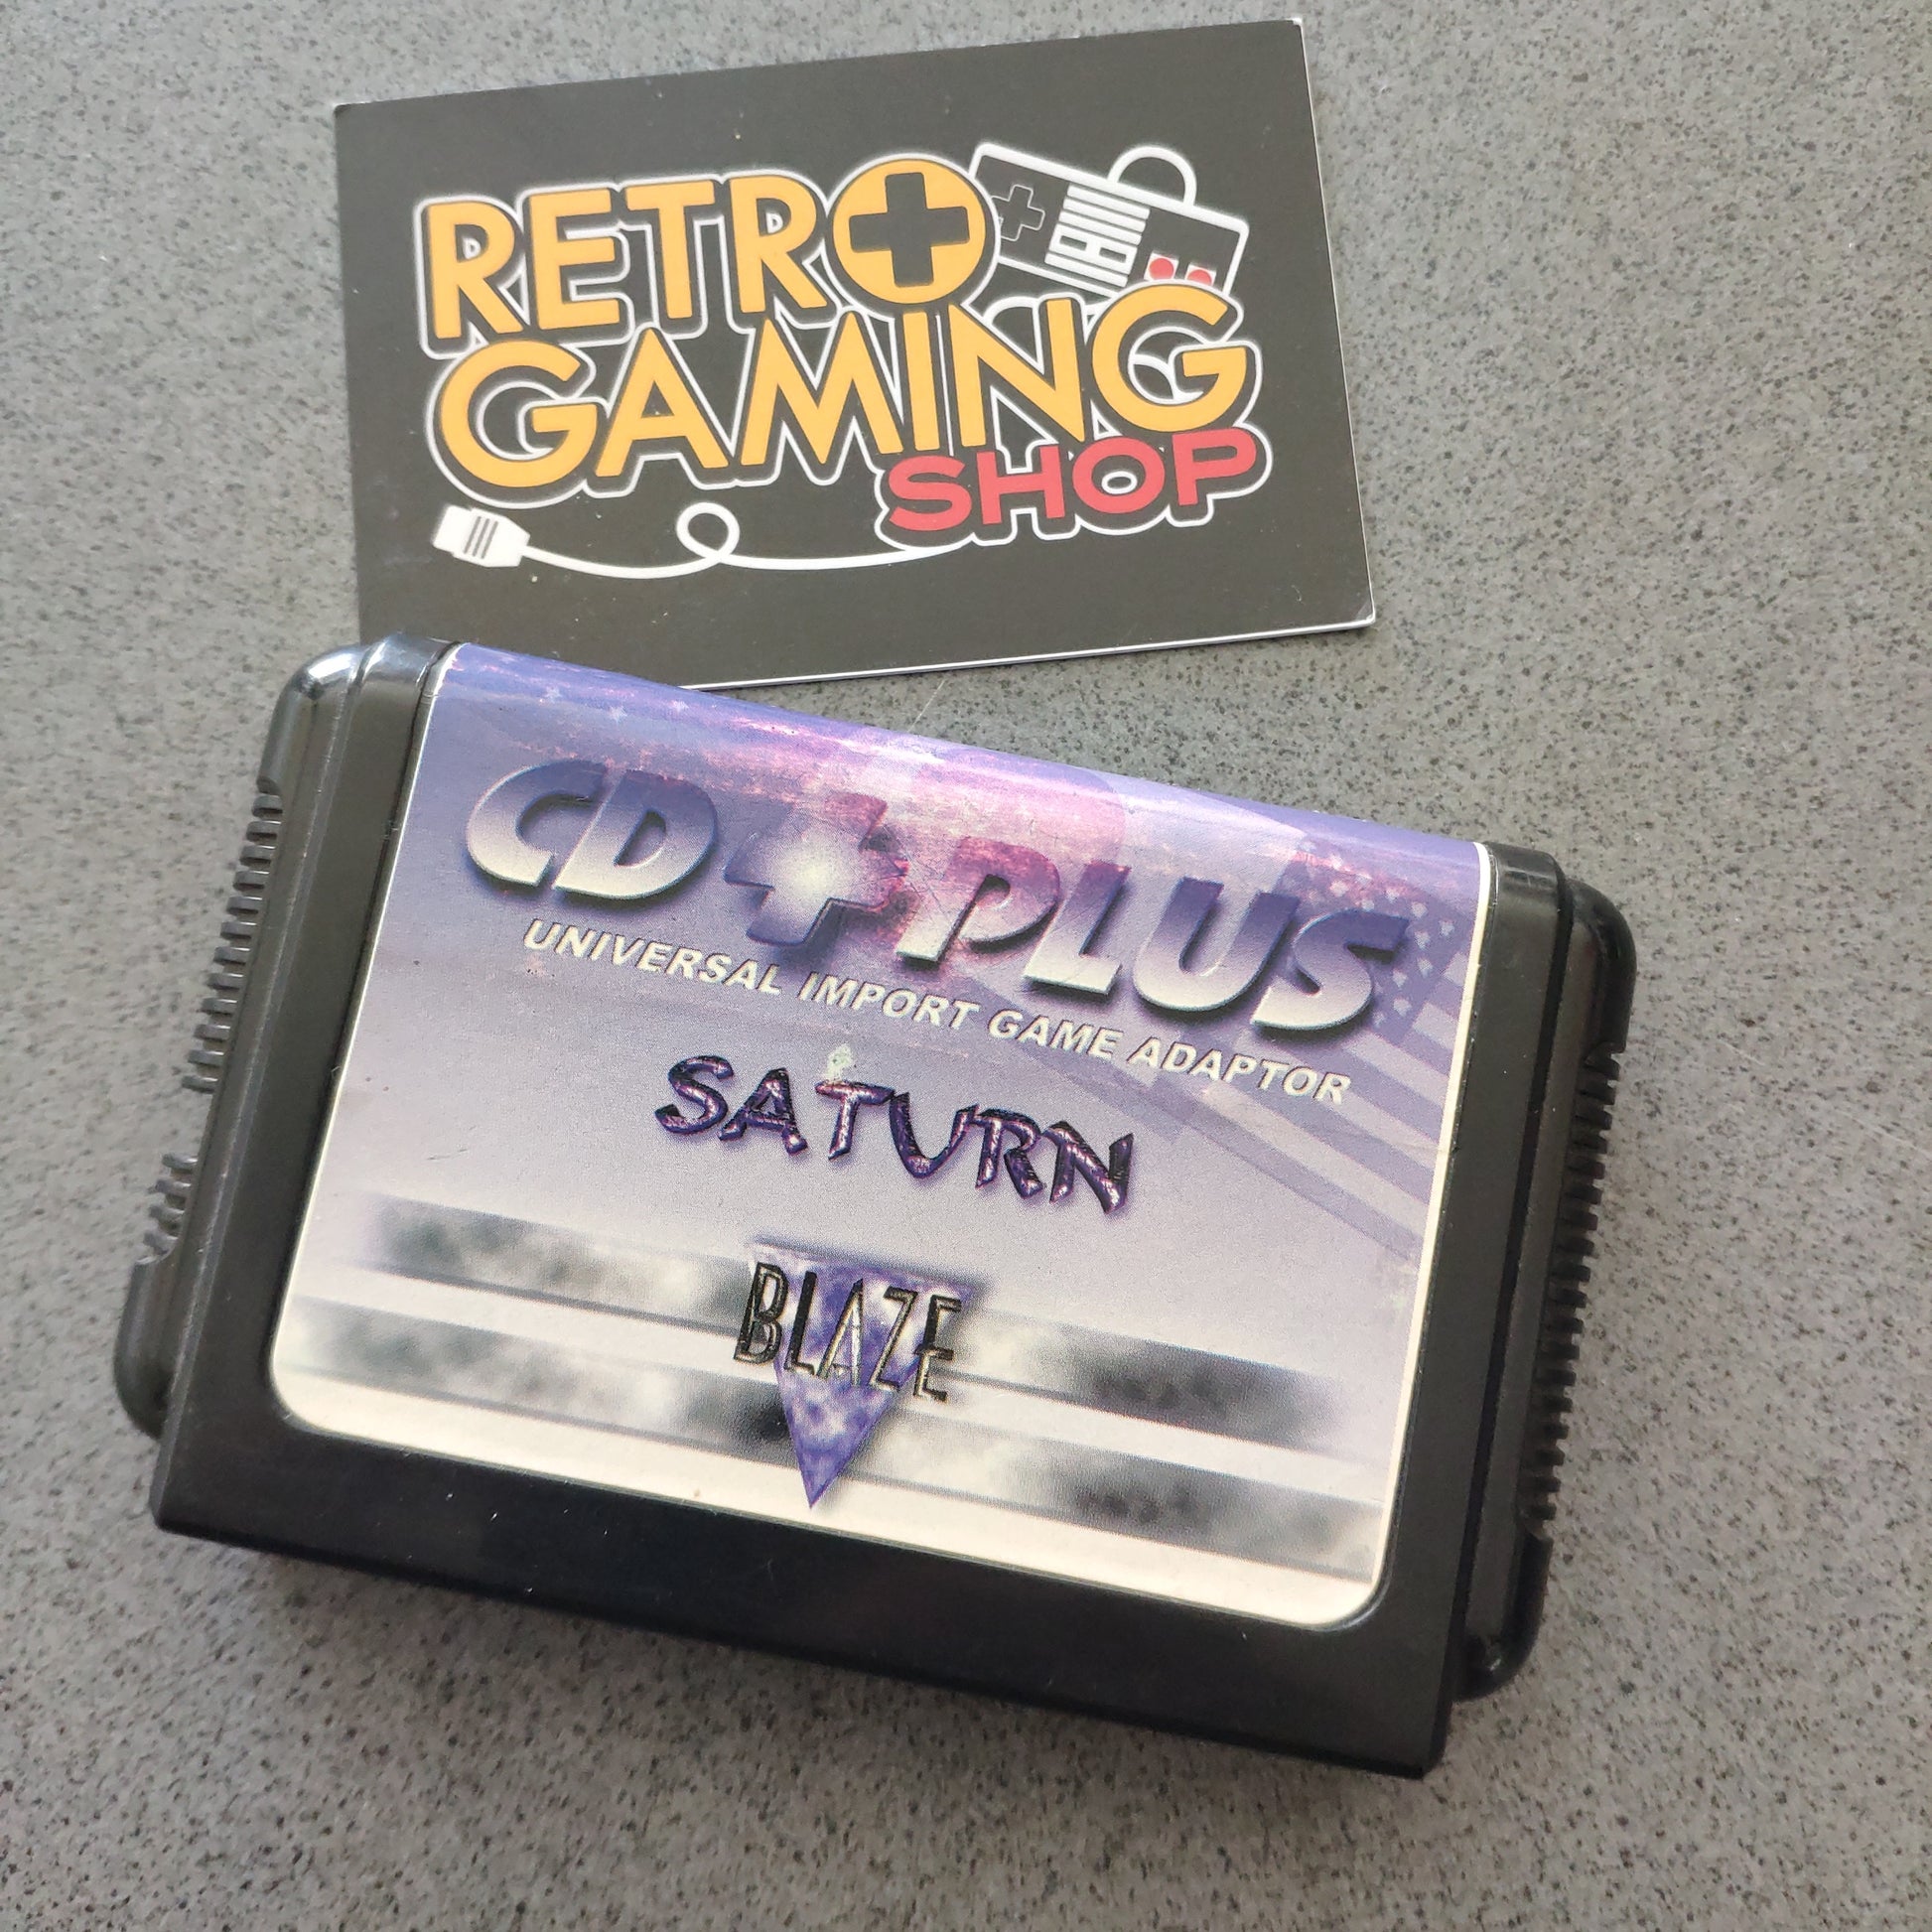 RETRO
GAMING
SHOP
CD PLUS
UNIVERSAL IMPORT GAME ADAPTOR
SATURN
BLAZE